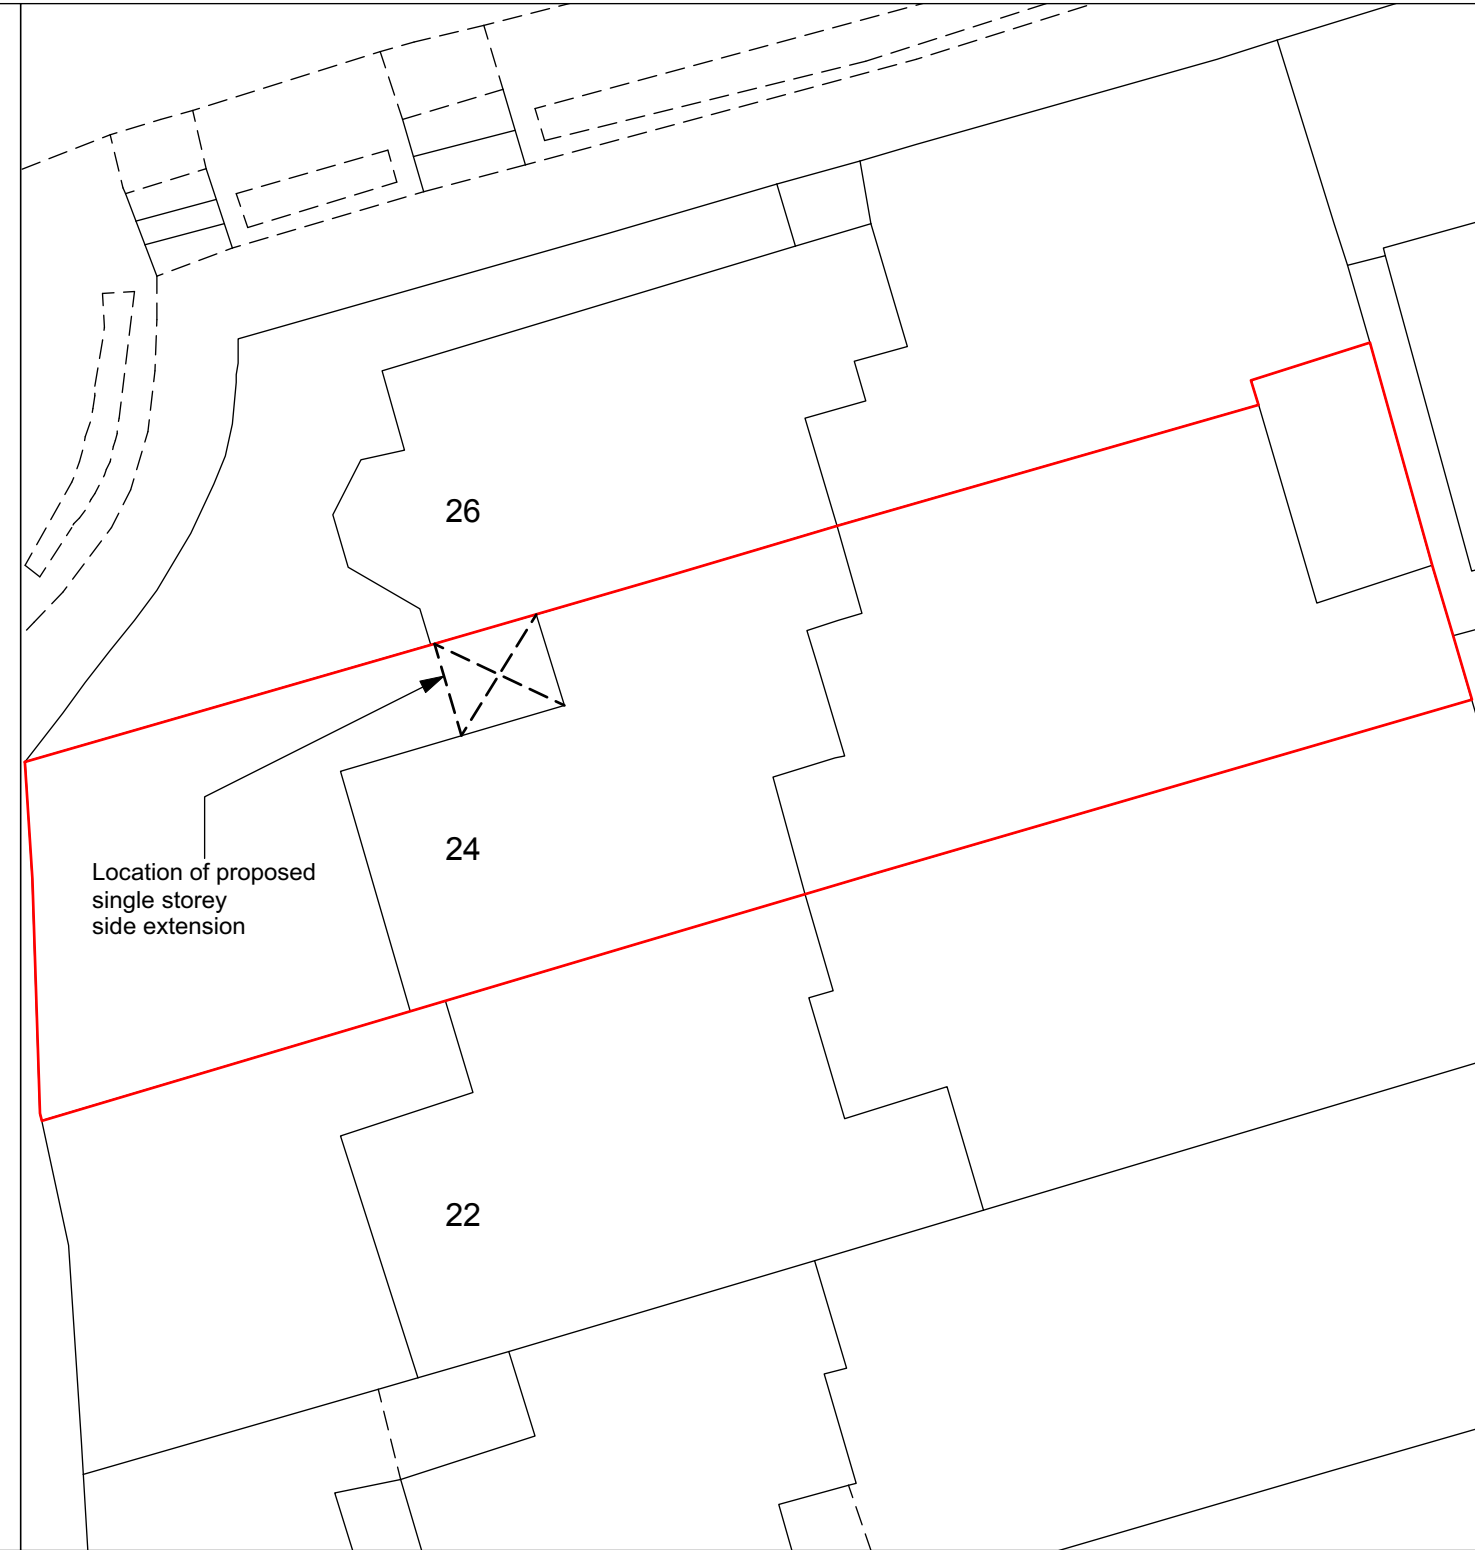 26
24
Location of proposed
single storey
side extension
22